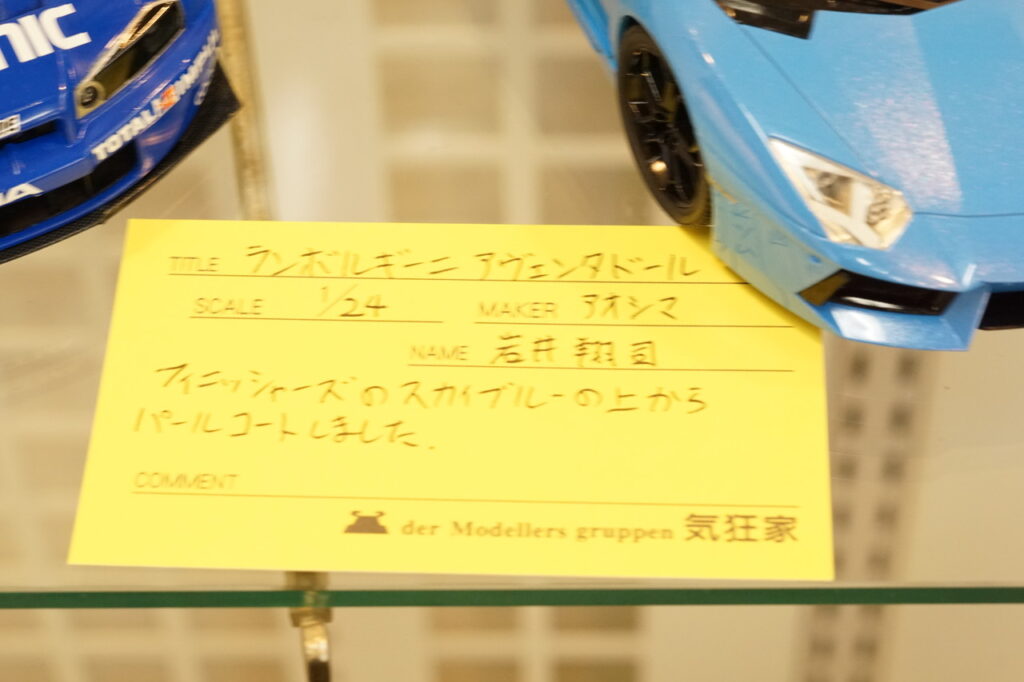 NIC
TOTAL
TITLE ランボルギーニ アヴェンタドール
SCALE 1/24 MAKER アオシマ
NAME 岩井 翔司
フィニッシャーズのスカイブルーの上から
パールコートしました.
COMMENT
der Modellers gruppen 気狂家